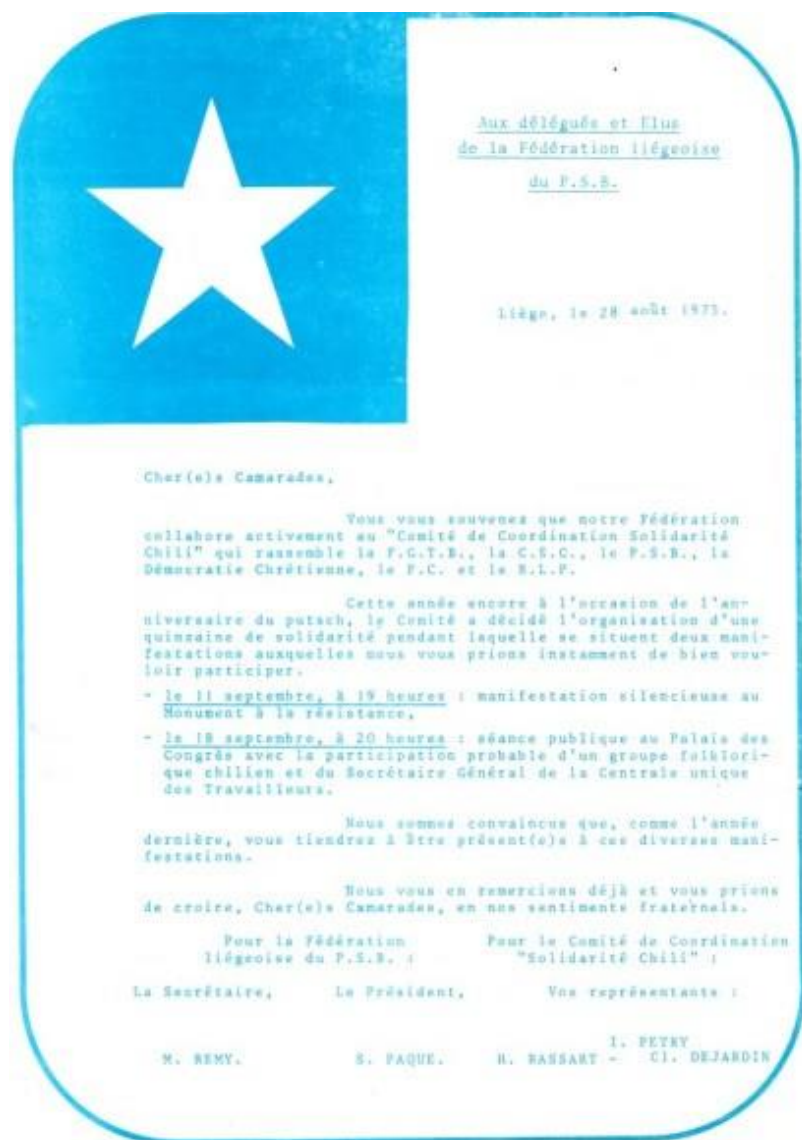 Aux délégués et Elus
de la Fédération liégeoise
du P.S.B.
Liège, le 28 août 1975.
Cher(e)s Camarades,
Vous vous souvenez que notre Fédération
collabore activement au "Comité de Coordination Solidarité
Chili" qui rassemble la F.G.T.B., la C.S.C., le P.S.B., la
Démocratie Chrétienne, le P.C. et le R.L.P.
Cette année encore à l'occasion de l'an-
niversaire du putsch, le Comité a décidé l'organisation d'une
quinzaine de solidarité pendant laquelle se situent deux mani-
festations auxquelles nous vous prions instamment de bien vou-
loir participer.
- le 11 septembre, à 19 heures : manifestation silencieuse au
Monument à la résistance,
- le 18 septembre, à 20 heures : séance publique au Palais des
Congrès avec la participation probable d'un groupe folklori-
que chilien et du Secrétaire Général de la Centrale unique
des Travailleurs.
Nous sommes convaincus que, comme l'année
dernière, vous tiendrez à être présent(e)s à ces diverses mani-
festations.
Nous vous en remercions déjà et vous prions
de croire, Cher(e)s Camarades, en nos sentiments fraternels.
Pour la Fédération
liégeoise du P.S.B. :
Pour le Comité de Coordination
"Solidarité Chili" :
La Secrétaire, Le Président, Vos représentants :
I. PETRY
M. REMY. S. PAQUE. H. RASSART - Cl. DEJARDIN